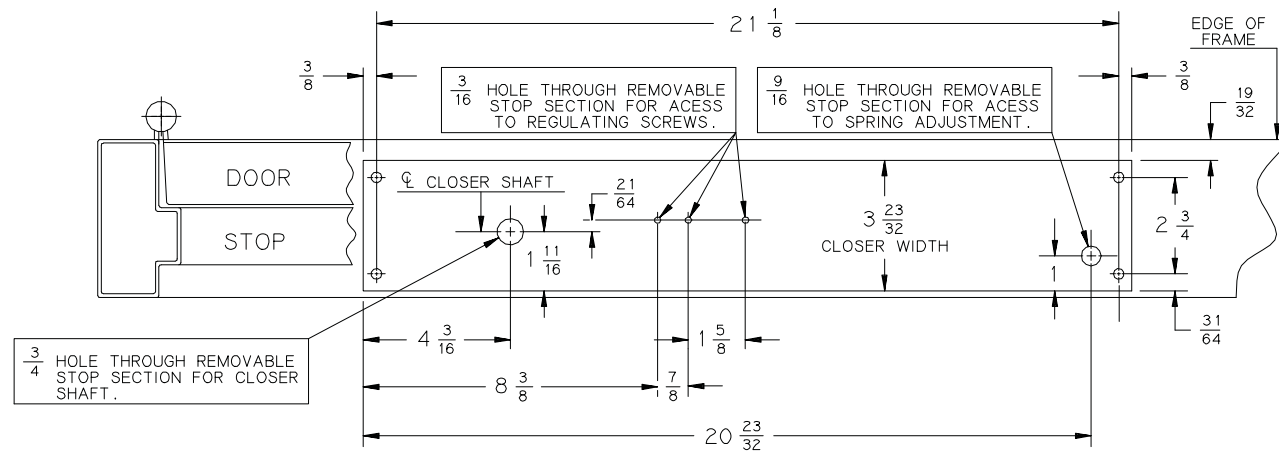 21 1/8
EDGE OF
FRAME
3/8
3/16 HOLE THROUGH REMOVABLE
STOP SECTION FOR ACESS
TO REGULATING SCREWS.
9/16 HOLE THROUGH REMOVABLE
STOP SECTION FOR ACESS
TO SPRING ADJUSTMENT.
3/8
19/32
DOOR
℄ CLOSER SHAFT
21/64
STOP
1 11/16
3 23/32
CLOSER WIDTH
2 3/4
1
31/64
3/4 HOLE THROUGH REMOVABLE
STOP SECTION FOR CLOSER
SHAFT.
4 3/16
1 5/8
8 3/8
7/8
20 23/32